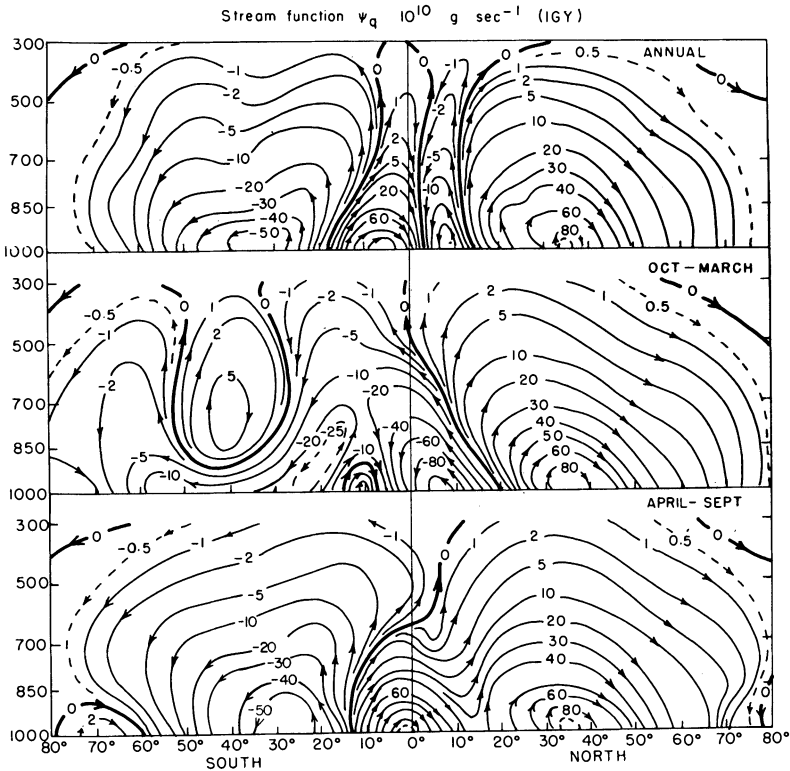 Stream function ψq 10¹⁰ g sec⁻¹ (IGY)
300 0 -0.5 -1 0 0 -1 0 1 0.5 ANNUAL 0
500 -2 1 -2 2 5
-5 2 10
700 -10 5 -5 20
-20 20 -10 30 40
850 -30 -40 60 60
1000 -50 80
OCT-MARCH
300 0 -0.5 0 1 0 -2 -1 0 1 2 1 0 0.5
500 -1 2 -5 5
-2 5 -10 10
700 -20 20
-20 -25 -40 30 40
850 -5 -10 -60 50 60
1000 -10 -80 80
APRIL-SEPT
300 0 -0.5 -1 -2 -1 0 1 2 1 0.5 0
500 -5 5
-10 10
700 -20 20
-30 30 40
850 0 -40 60 60 0
1000 2 -50 80
80° 70° 60° 50° 40° 30° 20° 10° 0° 10° 20° 30° 40° 50° 60° 70° 80°
SOUTH NORTH